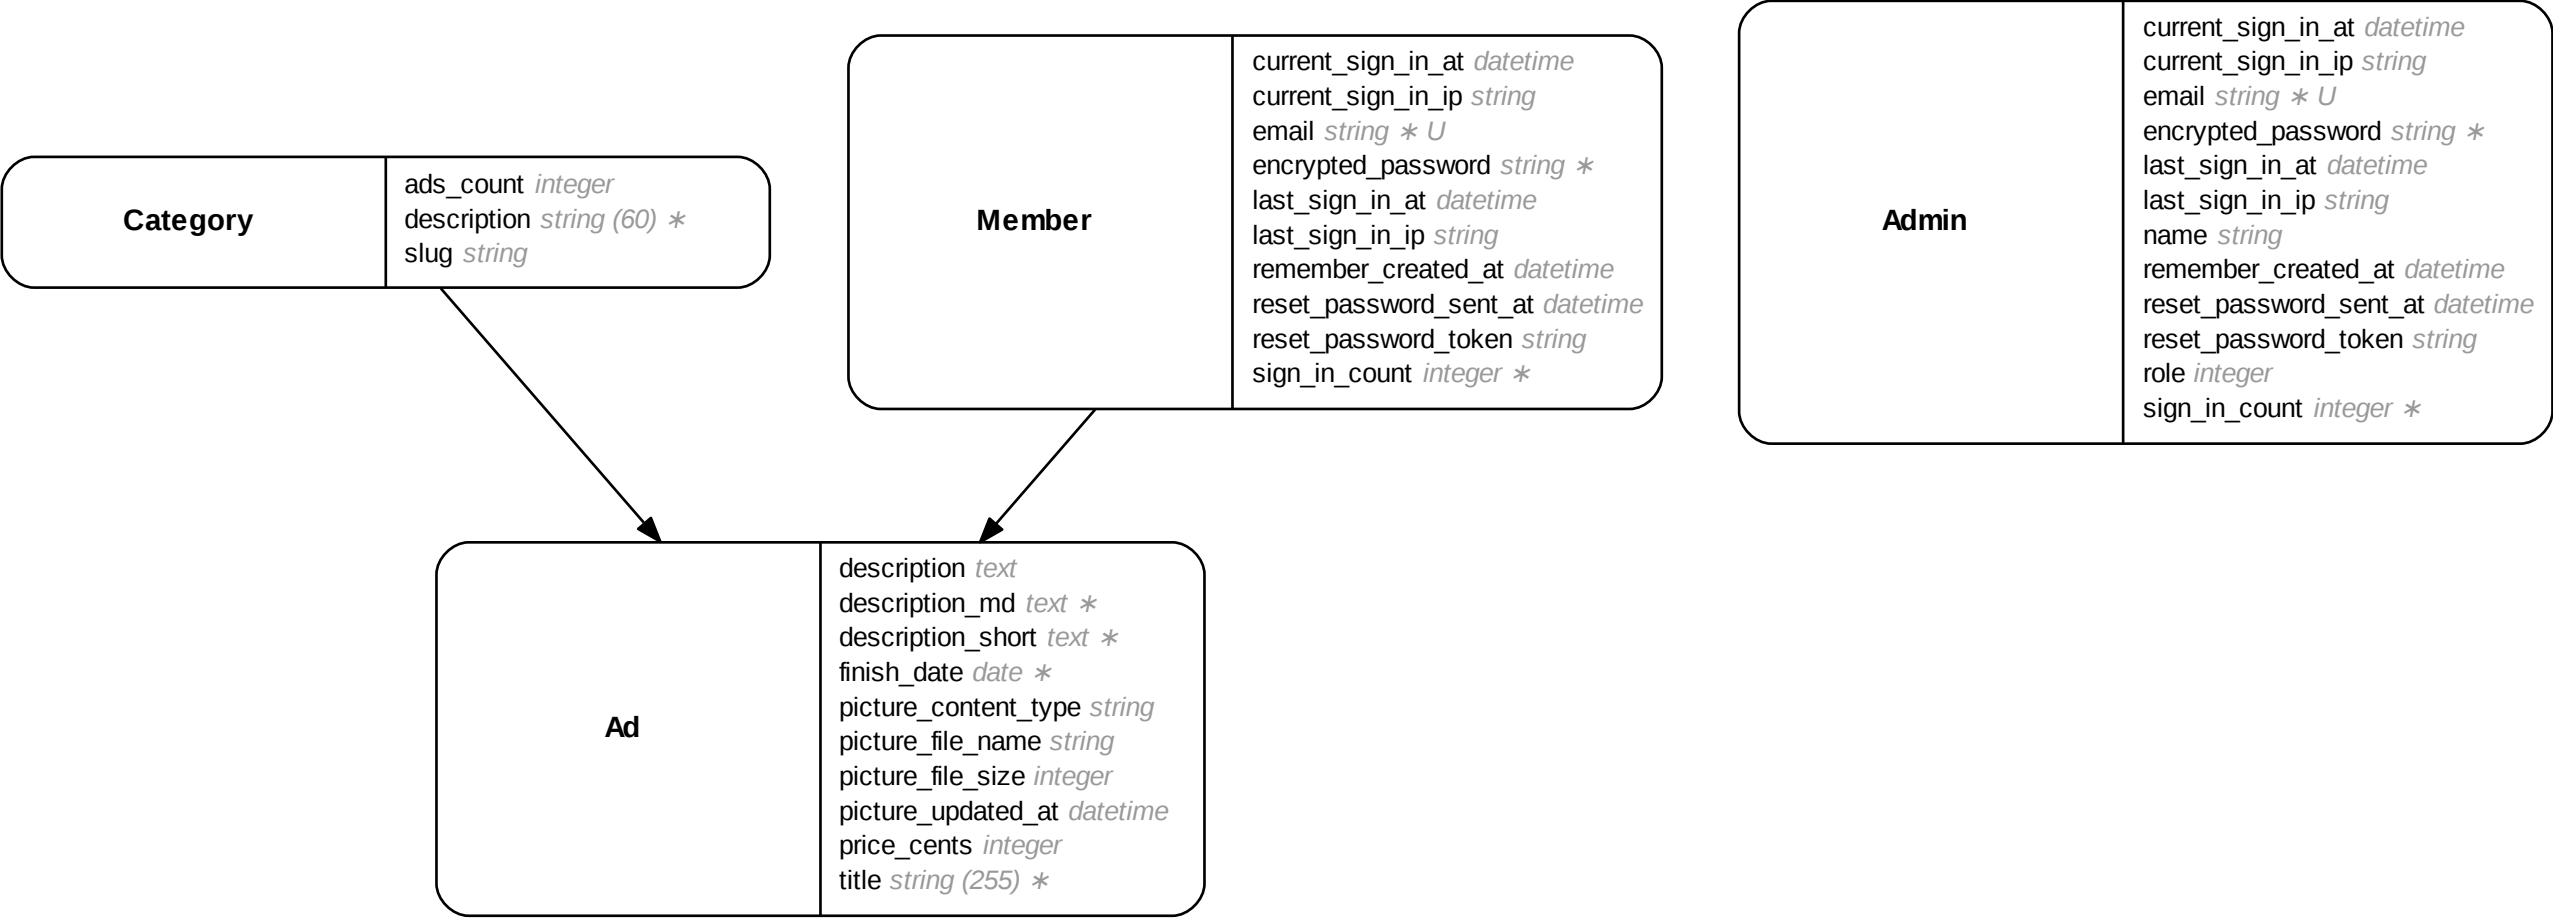 Category
ads_count integer
description string (60) ∗
slug string
Member
current_sign_in_at datetime
current_sign_in_ip string
email string ∗ U
encrypted_password string ∗
last_sign_in_at datetime
last_sign_in_ip string
remember_created_at datetime
reset_password_sent_at datetime
reset_password_token string
sign_in_count integer ∗
Admin
current_sign_in_at datetime
current_sign_in_ip string
email string ∗ U
encrypted_password string ∗
last_sign_in_at datetime
last_sign_in_ip string
name string
remember_created_at datetime
reset_password_sent_at datetime
reset_password_token string
role integer
sign_in_count integer ∗
Ad
description text
description_md text ∗
description_short text ∗
finish_date date ∗
picture_content_type string
picture_file_name string
picture_file_size integer
picture_updated_at datetime
price_cents integer
title string (255) ∗